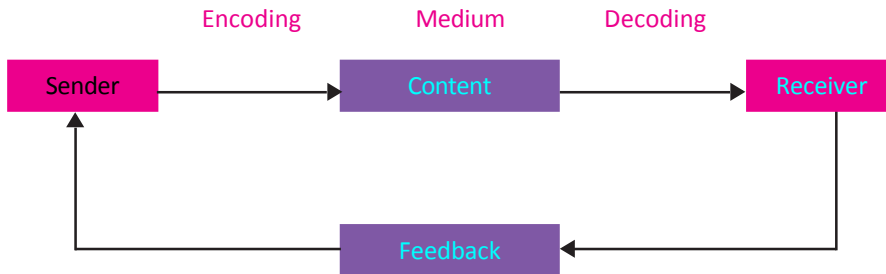 Encoding Medium Decoding
Sender Content Receiver
Feedback